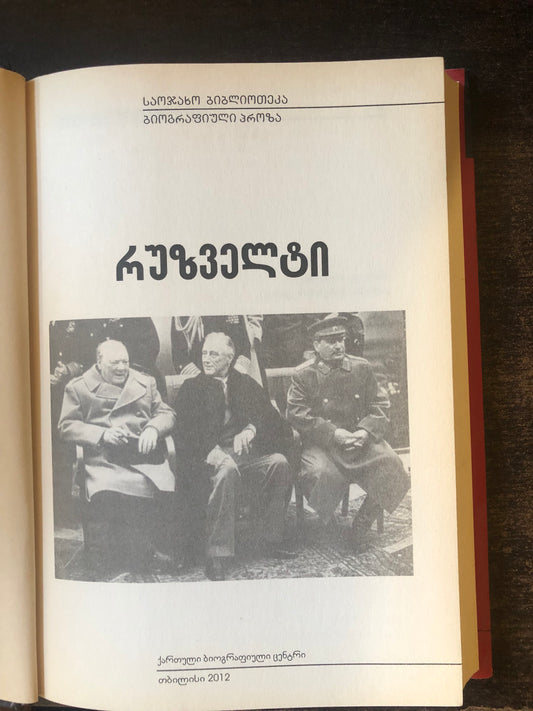 საოჯახო ბიბლიოთეკა
ბიოგრაფიული პროზა
რუზველტი
ქართული ბიოგრაფიული ცენტრი
თბილისი 2012